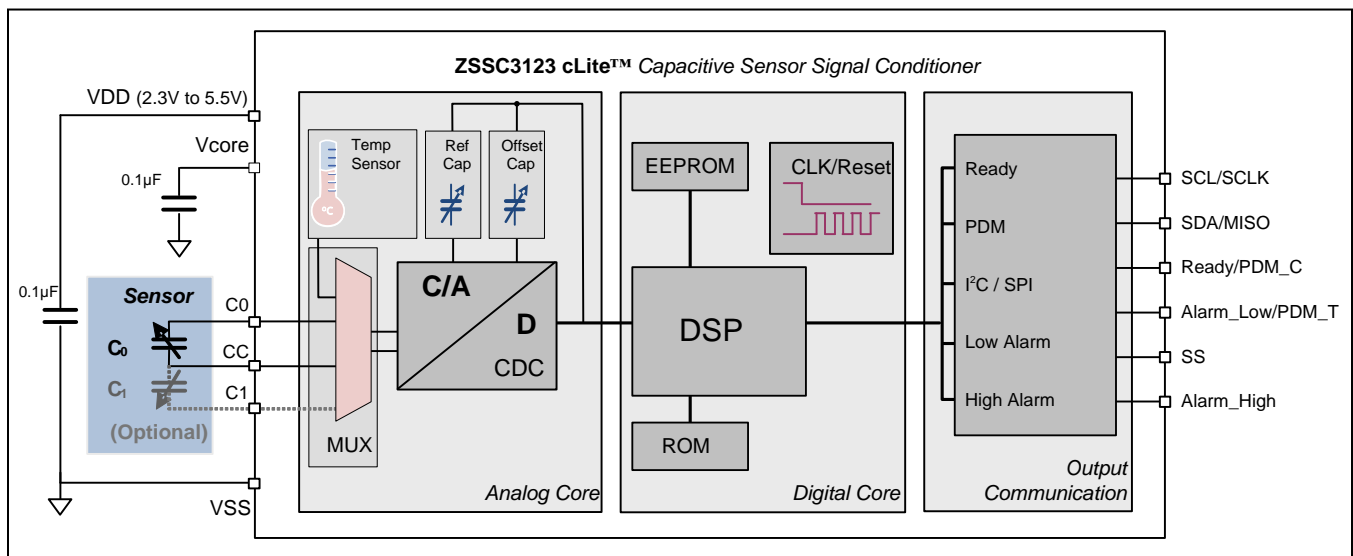 ZSSC3123 cLite™ Capacitive Sensor Signal Conditioner
VDD (2.3V to 5.5V)
Vcore
0.1µF
0.1µF
Sensor
C0
C₀
CC
C1
C₁
(Optional)
VSS
Temp
Sensor
ºC
Ref
Cap
Offset
Cap
C/A
D
CDC
MUX
Analog Core
EEPROM
CLK/Reset
DSP
ROM
Digital Core
Ready
PDM
I²C / SPI
Low Alarm
High Alarm
Output
Communication
SCL/SCLK
SDA/MISO
Ready/PDM_C
Alarm_Low/PDM_T
SS
Alarm_High